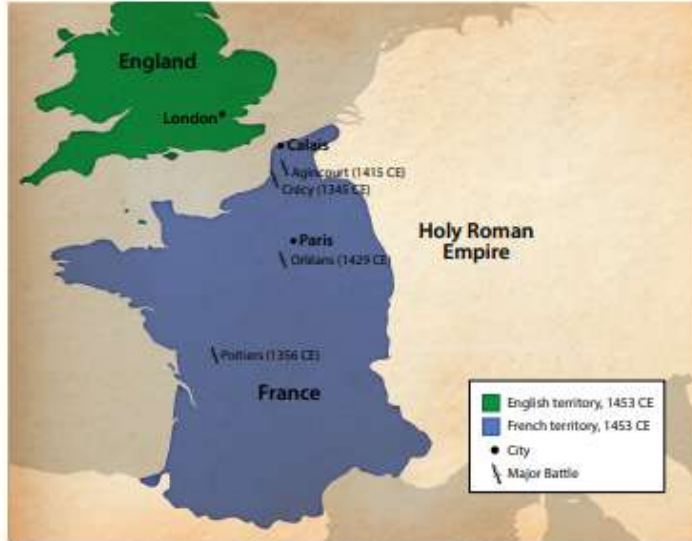 England
London
Calais
Agincourt (1415 CE)
Crécy (1345 CE)
Paris
Orléans (1429 CE)
Holy Roman
Empire
Poitiers (1356 CE)
France
English territory, 1453 CE
French territory, 1453 CE
City
Major Battle